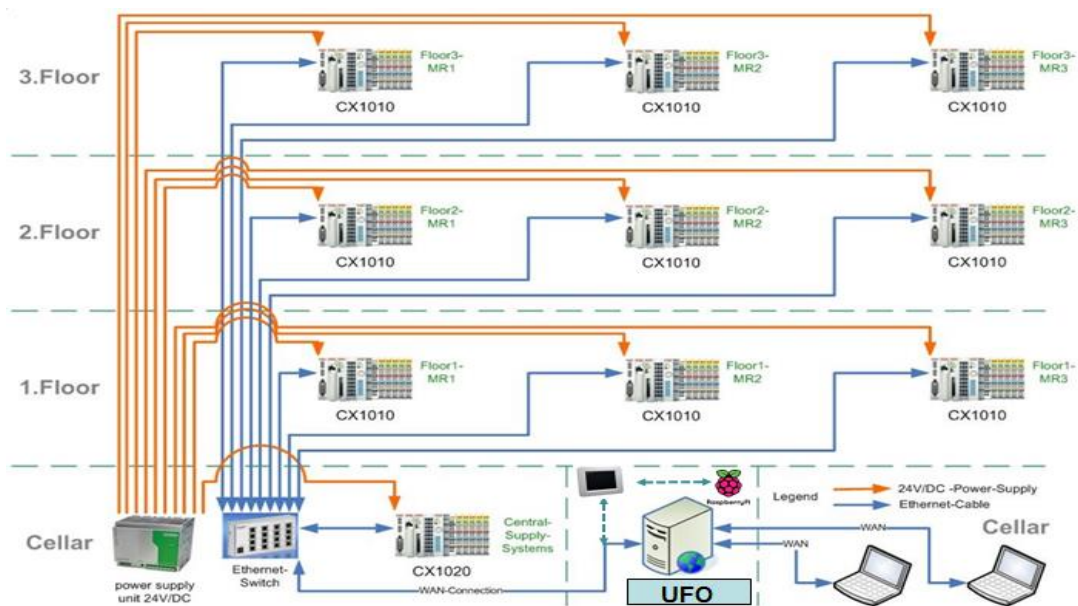 3.Floor
Floor3-
MR1
CX1010
Floor3-
MR2
CX1010
Floor3-
MR3
CX1010
2.Floor
Floor2-
MR1
CX1010
Floor2-
MR2
CX1010
Floor2-
MR3
CX1010
1.Floor
Floor1-
MR1
CX1010
Floor1-
MR2
CX1010
Floor1-
MR3
CX1010
Cellar
power supply
unit 24V/DC
Ethernet-
Switch
CX1020
Central-
Supply-
Systems
WAN-Connection
RaspberryPi
UFO
WAN
WAN
Legend
24V/DC -Power-Supply
Ethernet-Cable
Cellar